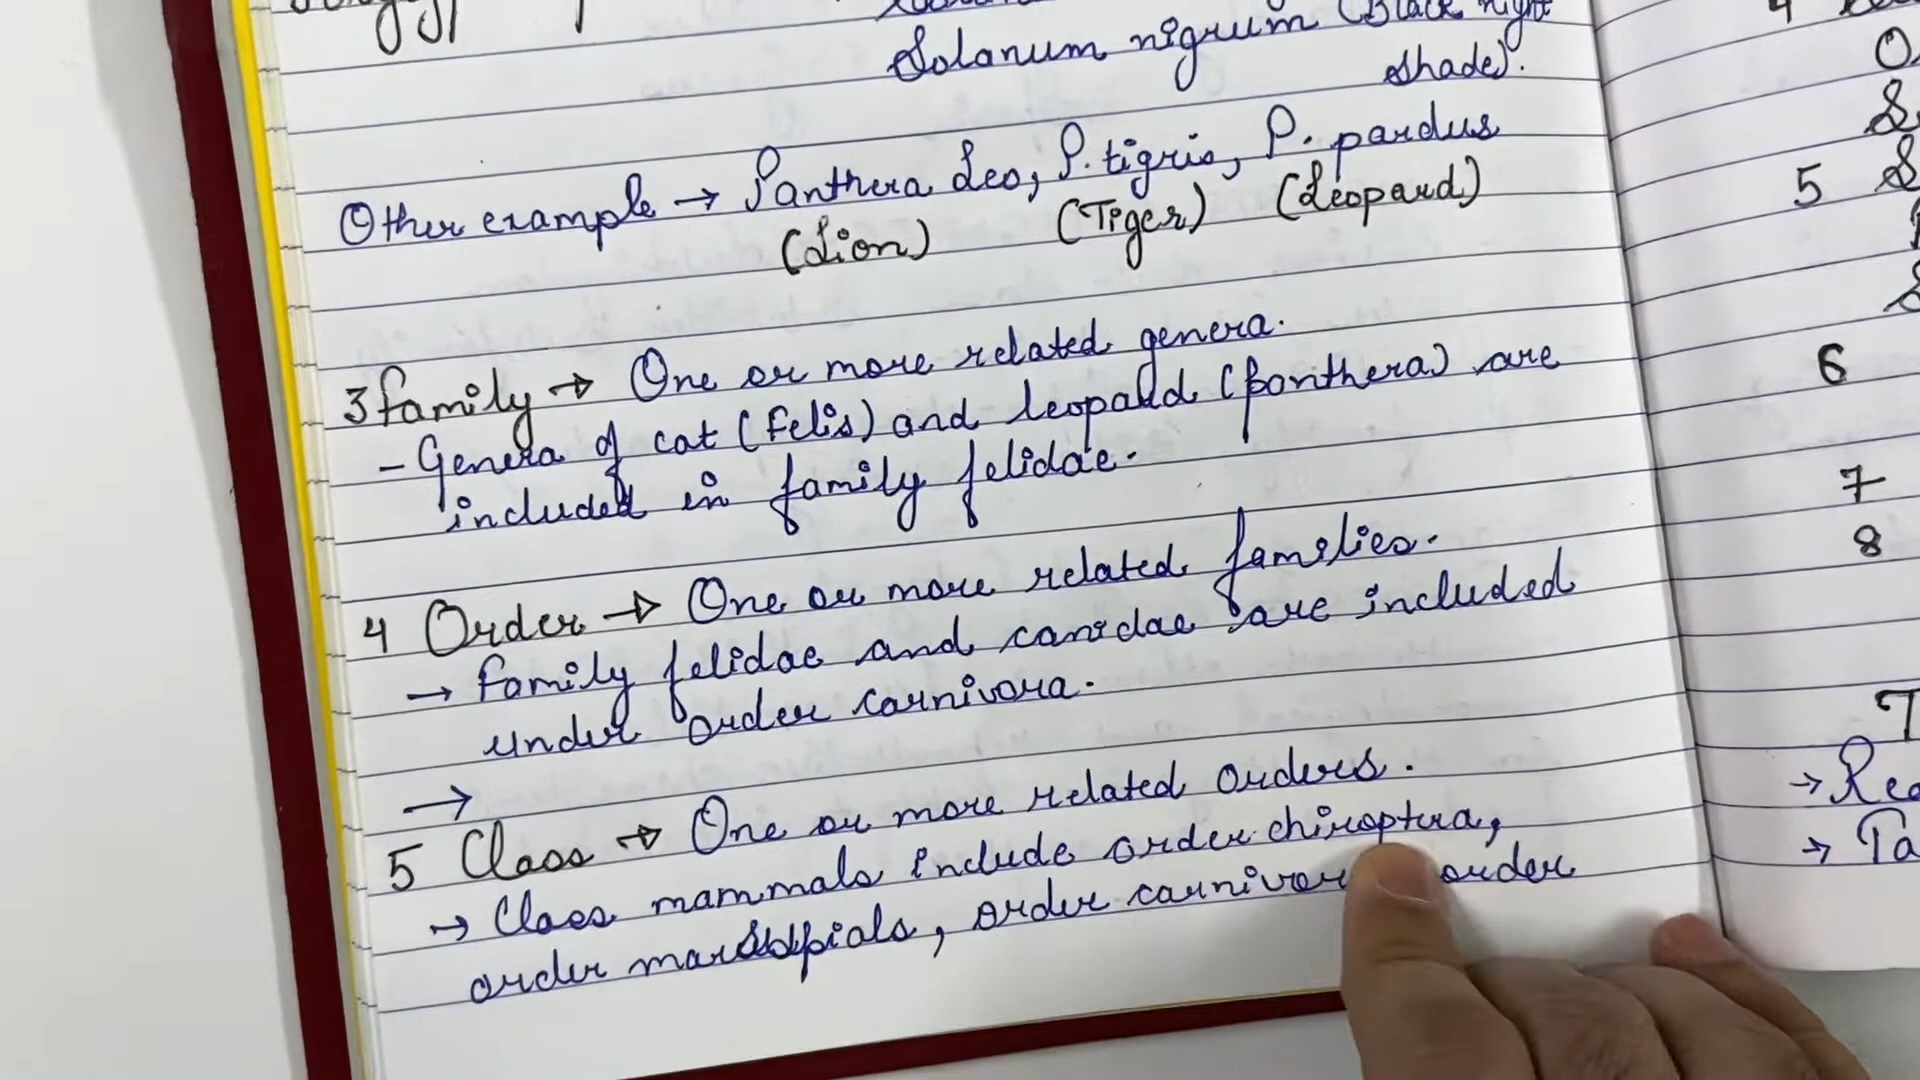 Solanum nigrum (Black night
shade).
Other example → Panthera Leo, P. tigris, P. pardus
(Lion) (Tiger) (Leopard)
3 family → One or more related genera.
- Genera of cat (Felis) and leopald (panthera) are
included in family felidae.
4 Order → One or more related families.
→ family felidae and canidae are included
under order carnivora.
→
5 Class → One or more related orders.
→ Class mammals include order chiroptera,
order marsupials, order carnivor order
4
5
6
7
8